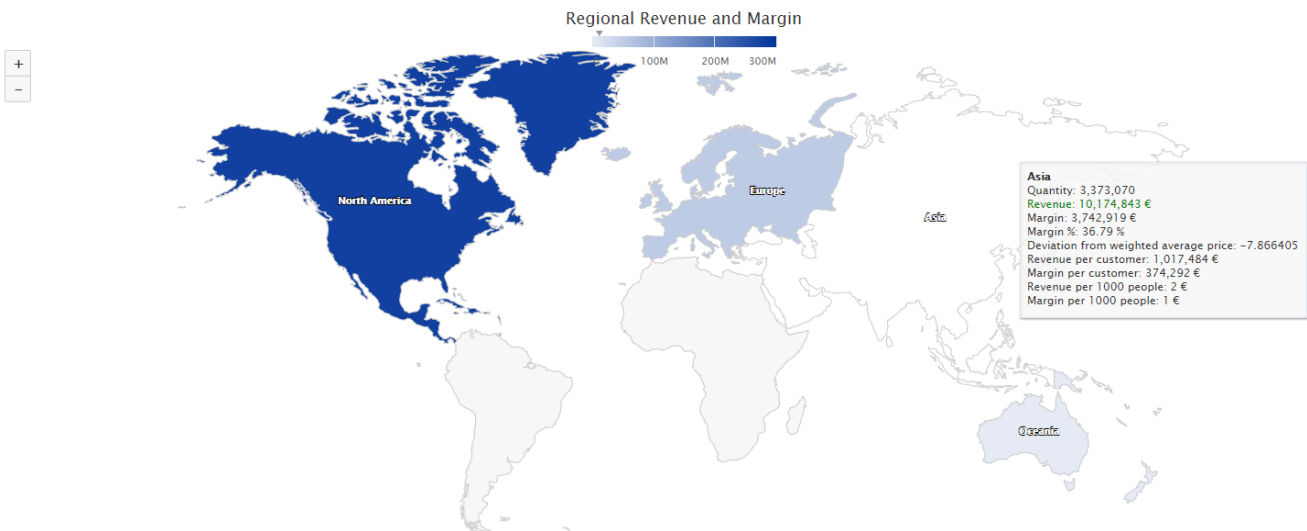 Regional Revenue and Margin
+
−
0 100M 200M 300M
North America
Europe
Asia
Oceania
Asia
Quantity: 3,373,070
Revenue: 10,174,843 €
Margin: 3,742,919 €
Margin %: 36.79 %
Deviation from weighted average price: −7.866405
Revenue per customer: 1,017,484 €
Margin per customer: 374,292 €
Revenue per 1000 people: 2 €
Margin per 1000 people: 1 €